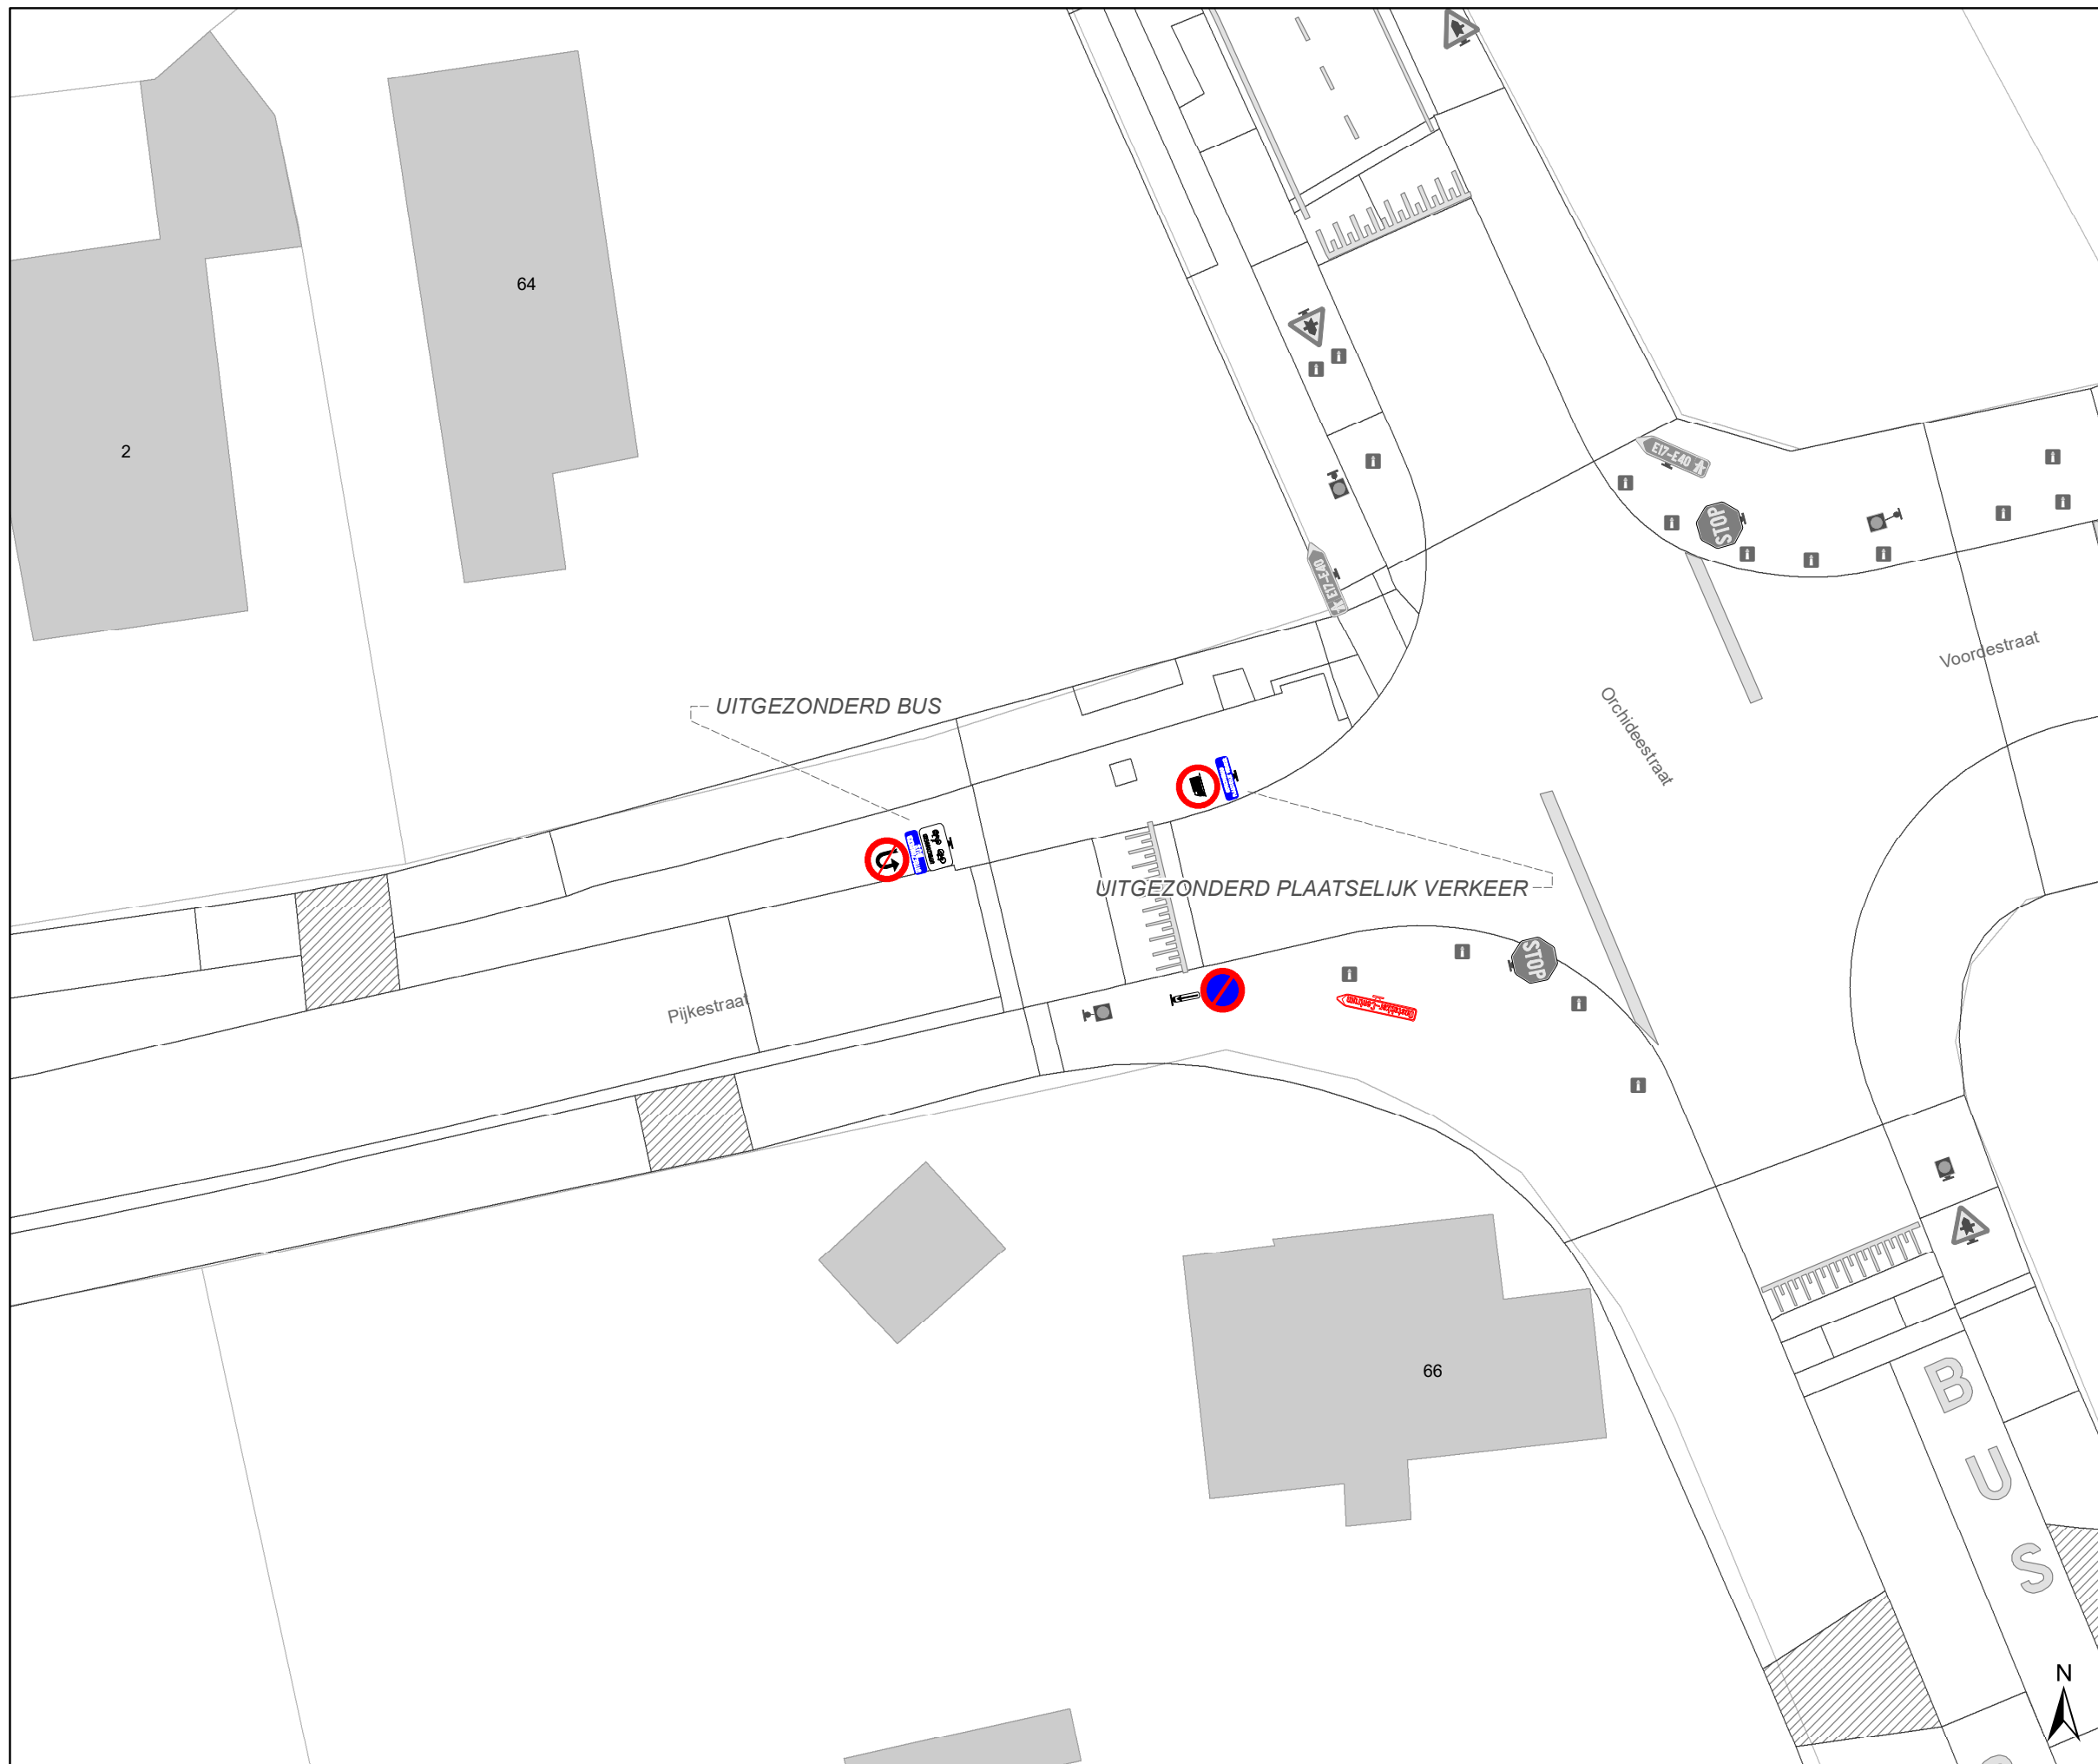 64
2
E17-E40
STOP
E17-E40
Voordestraat
Orchideestraat
UITGEZONDERD BUS
UITGEZONDERD PLAATSELIJK VERKEER
STOP
Pijkestraat
66
B
U
S
N